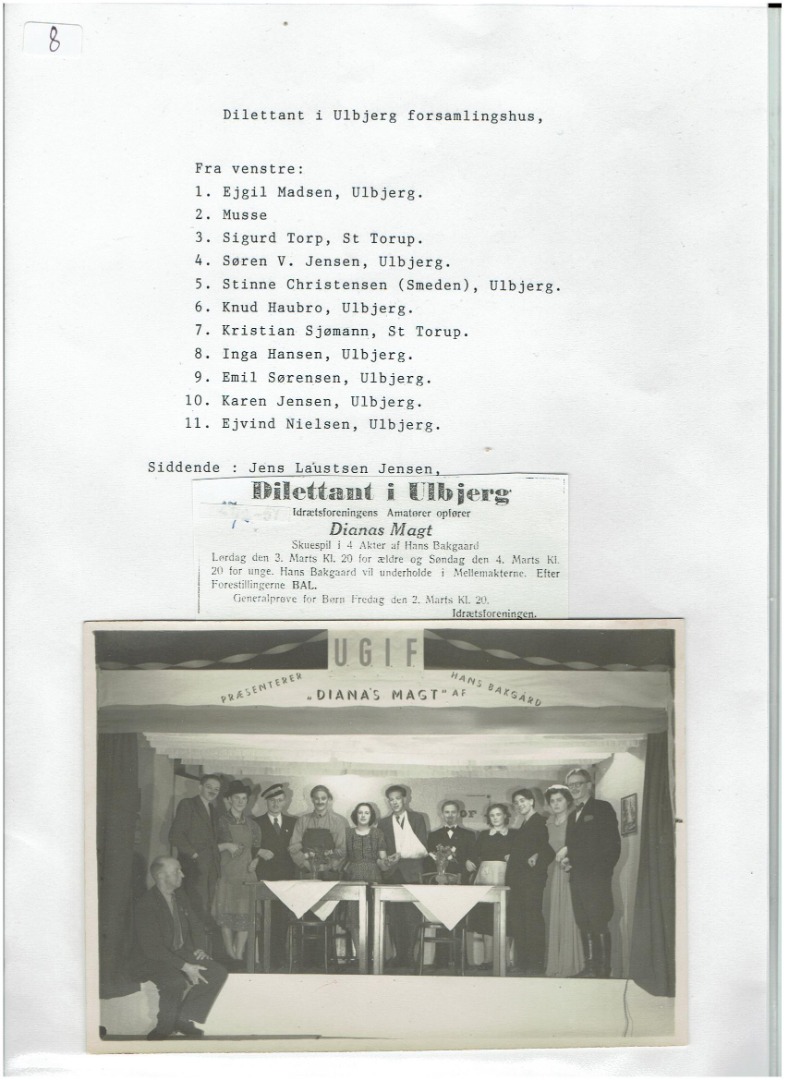 8
Dilettant i Ulbjerg forsamlingshus,
Fra venstre:
1. Ejgil Madsen, Ulbjerg.
2. Musse
3. Sigurd Torp, St Torup.
4. Søren V. Jensen, Ulbjerg.
5. Stinne Christensen (Smeden), Ulbjerg.
6. Knud Haubro, Ulbjerg.
7. Kristian Sjømann, St Torup.
8. Inga Hansen, Ulbjerg.
9. Emil Sørensen, Ulbjerg.
10. Karen Jensen, Ulbjerg.
11. Ejvind Nielsen, Ulbjerg.
Siddende : Jens Laustsen Jensen,
Dilettant i Ulbjerg
Idrætsforeningens Amatører opfører
Dianas Magt
Skuespil i 4 Akter af Hans Bakgaard
Lørdag den 3. Marts Kl. 20 for ældre og Søndag den 4. Marts Kl.
20 for unge. Hans Bakgaard vil underholde i Mellemakterne. Efter
Forestillingerne BAL.
Generalprøve for Børn Fredag den 2. Marts Kl. 20.
Idrætsforeningen.
UGIF
PRÆSENTERER „DIANA'S MAGT" AF HANS BAKGÅRD